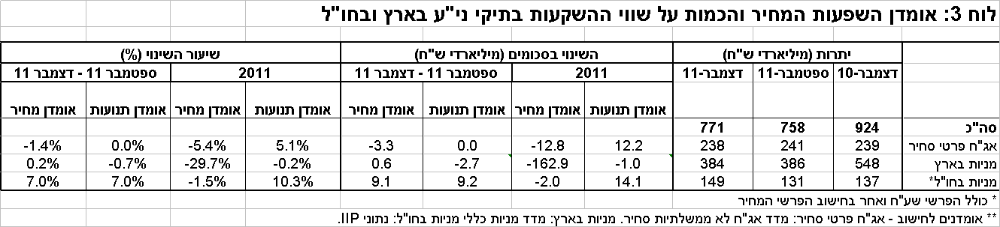 לוח 3: אומדן השפעות המחיר והכמות על שווי ההשקעות בתיקי ני"ע בארץ ובחו"ל
יתרות (מיליארדי ש"ח) השינוי בסכומים (מיליארדי ש"ח) שיעור השינוי (%)
דצמבר-10 ספטמבר-11 דצמבר-11 2011 ספטמבר 11 - דצמבר 11 2011 ספטמבר 11 - דצמבר 11
אומדן תנועות אומדן מחיר אומדן תנועות אומדן מחיר אומדן תנועות אומדן מחיר אומדן תנועות אומדן מחיר
סה"כ 924 758 771
אג"ח פרטי סחיר 239 241 238 12.2 -12.8 0.0 -3.3 5.1% -5.4% 0.0% -1.4%
מניות בארץ 548 386 384 -1.0 -162.9 -2.7 0.6 -0.2% -29.7% -0.7% 0.2%
מניות בחו"ל* 137 131 149 14.1 -2.0 9.2 9.1 10.3% -1.5% 7.0% 7.0%
* כולל הפרשי שע"ח ואחר בחישוב הפרשי המחיר
** אומדנים לחישוב - אג"ח פרטי סחיר: מדד אג"ח לא ממשלתיות סחיר. מניות בארץ: מדד מניות כללי מניות בחו"ל: נתוני IIP.